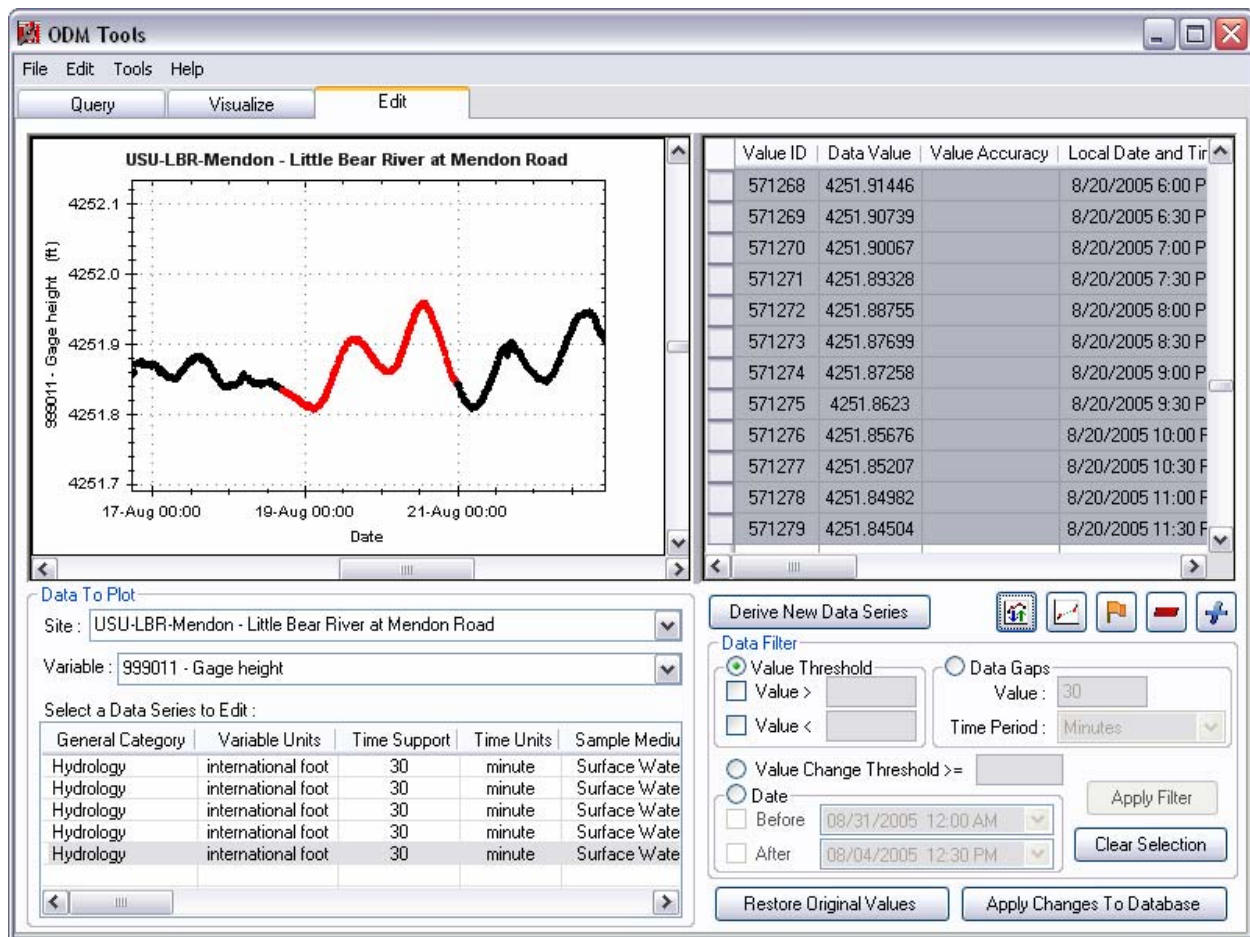 ODM Tools
File Edit Tools Help
Query Visualize Edit
USU-LBR-Mendon - Little Bear River at Mendon Road
999011 - Gage height (ft)
4252.1
4252.0
4251.9
4251.8
4251.7
17-Aug 00:00 19-Aug 00:00 21-Aug 00:00
Date
Value ID Data Value Value Accuracy Local Date and Tir
571268 4251.91446 8/20/2005 6:00 P
571269 4251.90739 8/20/2005 6:30 P
571270 4251.90067 8/20/2005 7:00 P
571271 4251.89328 8/20/2005 7:30 P
571272 4251.88755 8/20/2005 8:00 P
571273 4251.87699 8/20/2005 8:30 P
571274 4251.87258 8/20/2005 9:00 P
571275 4251.8623 8/20/2005 9:30 P
571276 4251.85676 8/20/2005 10:00 F
571277 4251.85207 8/20/2005 10:30 F
571278 4251.84982 8/20/2005 11:00 F
571279 4251.84504 8/20/2005 11:30 F
Data To Plot
Site : USU-LBR-Mendon - Little Bear River at Mendon Road
Variable : 999011 - Gage height
Select a Data Series to Edit :
General Category Variable Units Time Support Time Units Sample Mediu
Hydrology international foot 30 minute Surface Wate
Hydrology international foot 30 minute Surface Wate
Hydrology international foot 30 minute Surface Wate
Hydrology international foot 30 minute Surface Wate
Hydrology international foot 30 minute Surface Wate
Derive New Data Series
Data Filter
Value Threshold
Value >
Value <
Data Gaps
Value : 30
Time Period : Minutes
Value Change Threshold >=
Date
Before 08/31/2005 12:00 AM
After 08/04/2005 12:30 PM
Apply Filter
Clear Selection
Restore Original Values Apply Changes To Database